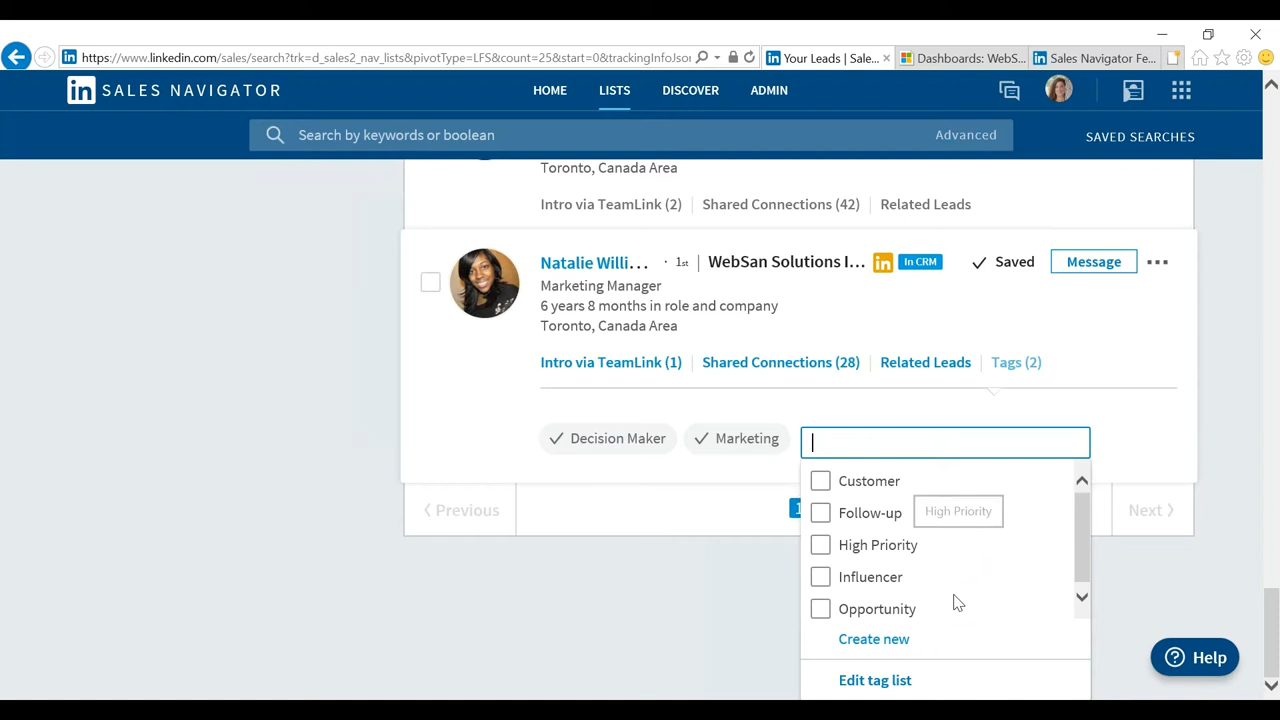 https://www.linkedin.com/sales/search?trk=d_sales2_nav_lists&pivotType=LFS&count=25&start=0&trackingInfoJsor
Your Leads | Sale...
Dashboards: WebS...
Sales Navigator Fe...
in SALES NAVIGATOR
HOME
LISTS
DISCOVER
ADMIN
Search by keywords or boolean
Advanced
SAVED SEARCHES
Toronto, Canada Area
Intro via TeamLink (2)
Shared Connections (42)
Related Leads
Natalie Willi... · 1st
WebSan Solutions I...
in
In CRM
Saved
Message
Marketing Manager
6 years 8 months in role and company
Toronto, Canada Area
Intro via TeamLink (1)
Shared Connections (28)
Related Leads
Tags (2)
Decision Maker
Marketing
Customer
Follow-up
High Priority
High Priority
Influencer
Opportunity
Create new
Edit tag list
Previous
1
Next
Help